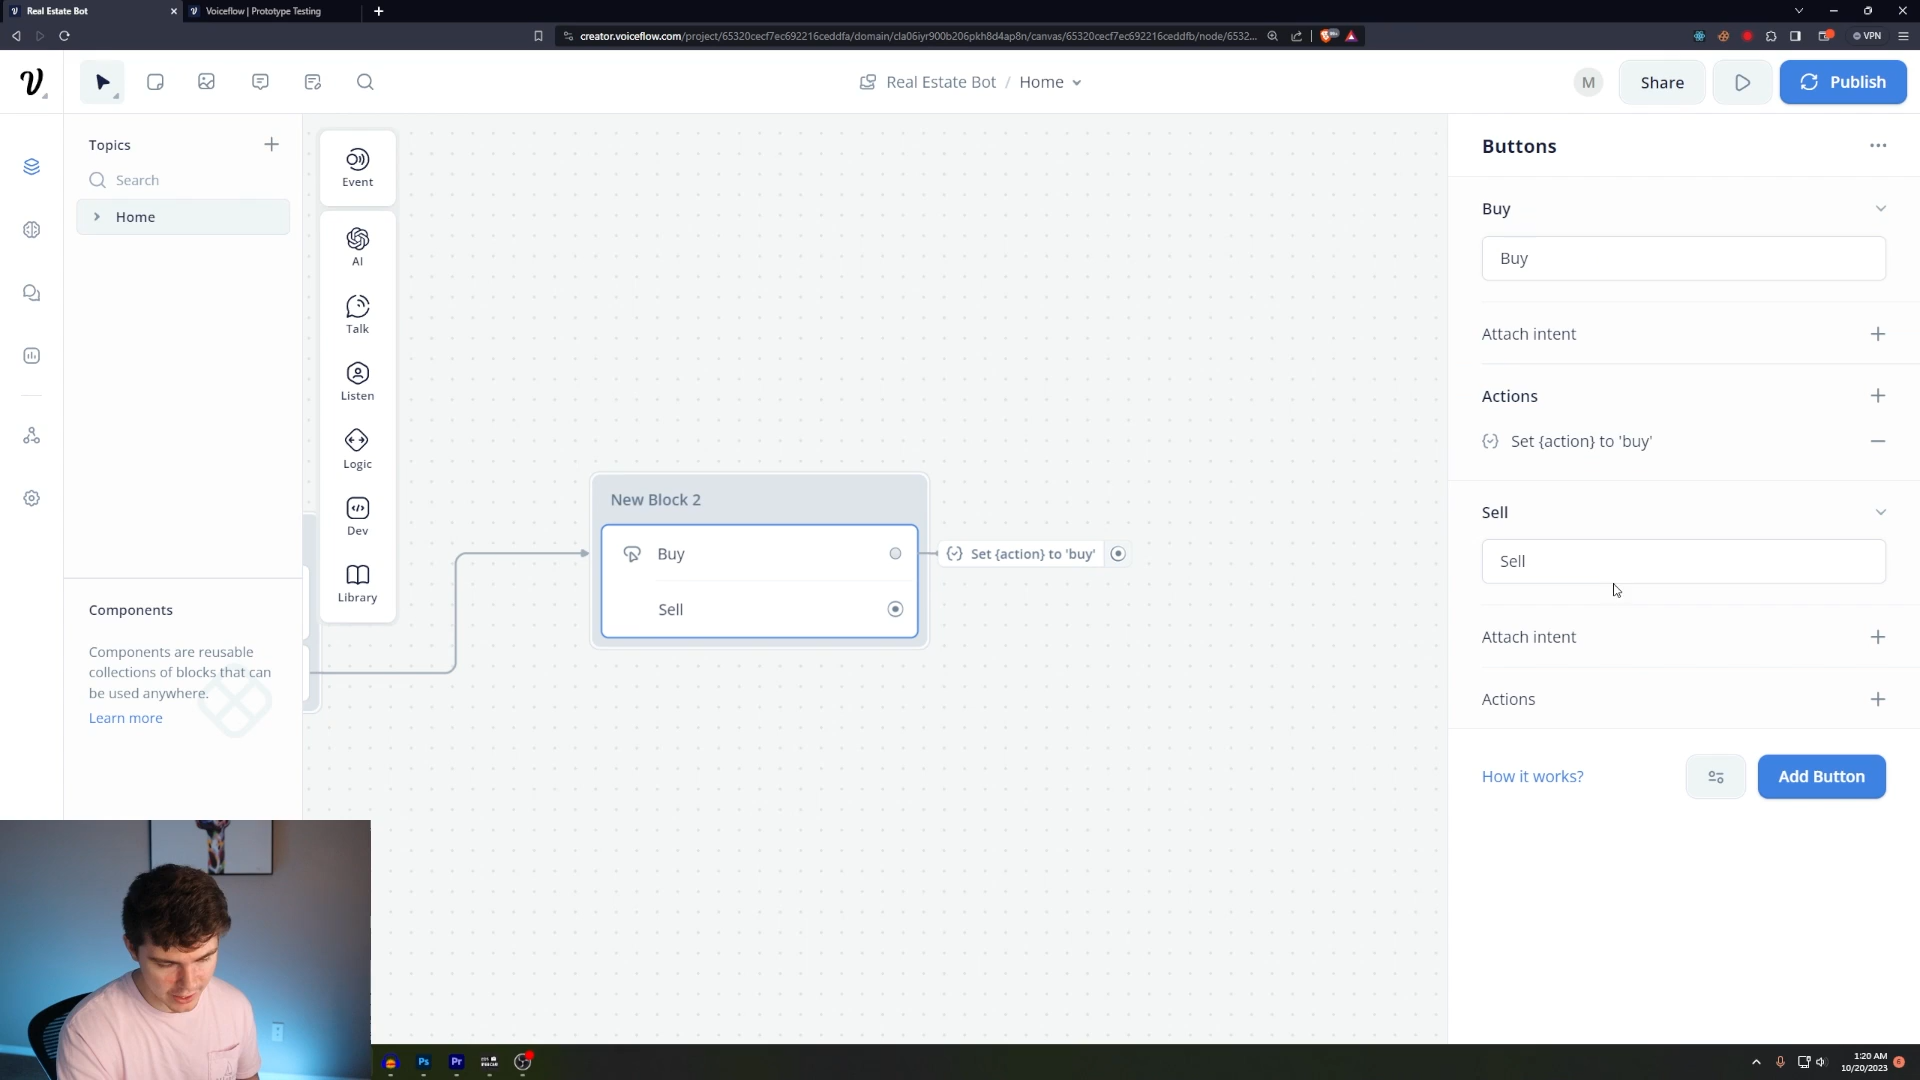 Real Estate Bot
Voiceflow | Prototype Testing
creator.voiceflow.com/project/65320cecf7ec692216ceddfa/domain/cla06iyr900b206pkh8d4ap8n/canvas/65320cecf7ec692216ceddfb/node/6532...
VPN
Real Estate Bot / Home
M
Share
Publish
Topics
Search
Home
Event
AI
Talk
Listen
Logic
Dev
Library
Components
Components are reusable
collections of blocks that can
be used anywhere.
Learn more
New Block 2
Buy
Set {action} to 'buy'
Sell
Buttons
Buy
Buy
Attach intent
Actions
Set {action} to 'buy'
Sell
Sell
Attach intent
Actions
How it works?
Add Button
Ps
Pr
1:20 AM
10/20/2023